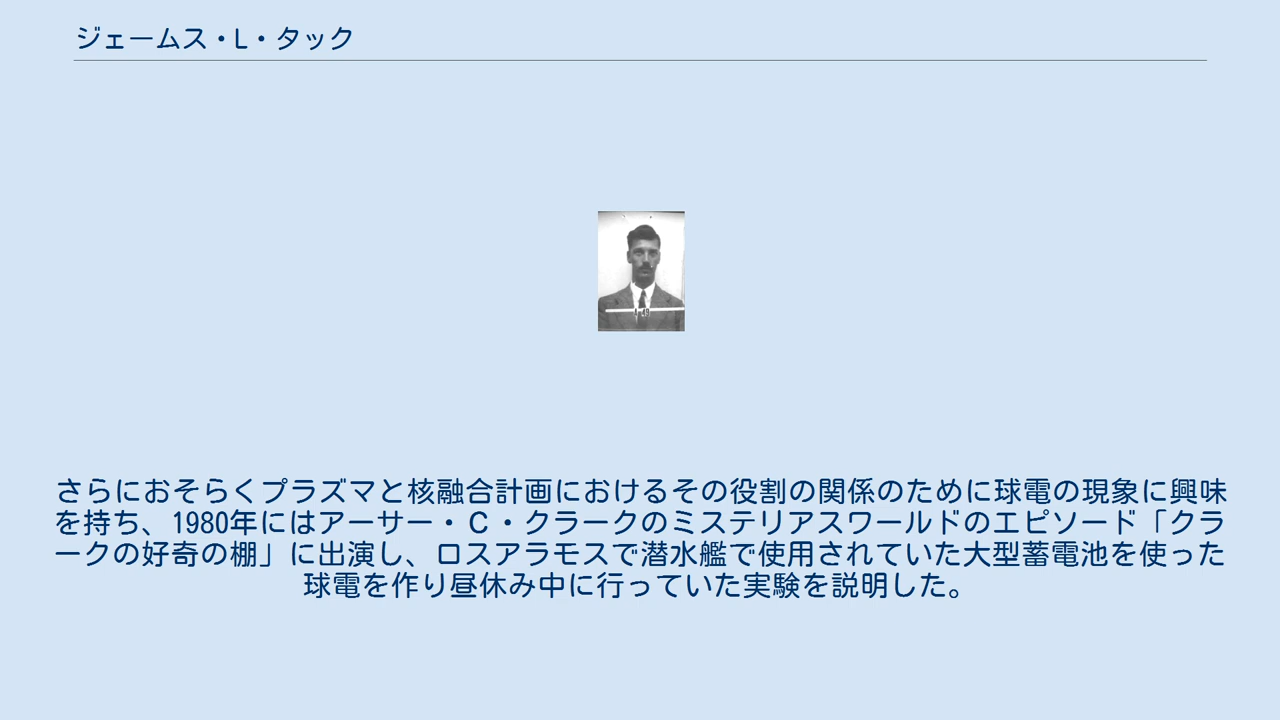 ジェームス・L・タック
さらにおそらくプラズマと核融合計画におけるその役割の関係のために球電の現象に興味
を持ち、1980年にはアーサー・Ｃ・クラークのミステリアスワールドのエピソード「クラ
ークの好奇の棚」に出演し、ロスアラモスで潜水艦で使用されていた大型蓄電池を使った
球電を作り昼休み中に行っていた実験を説明した。